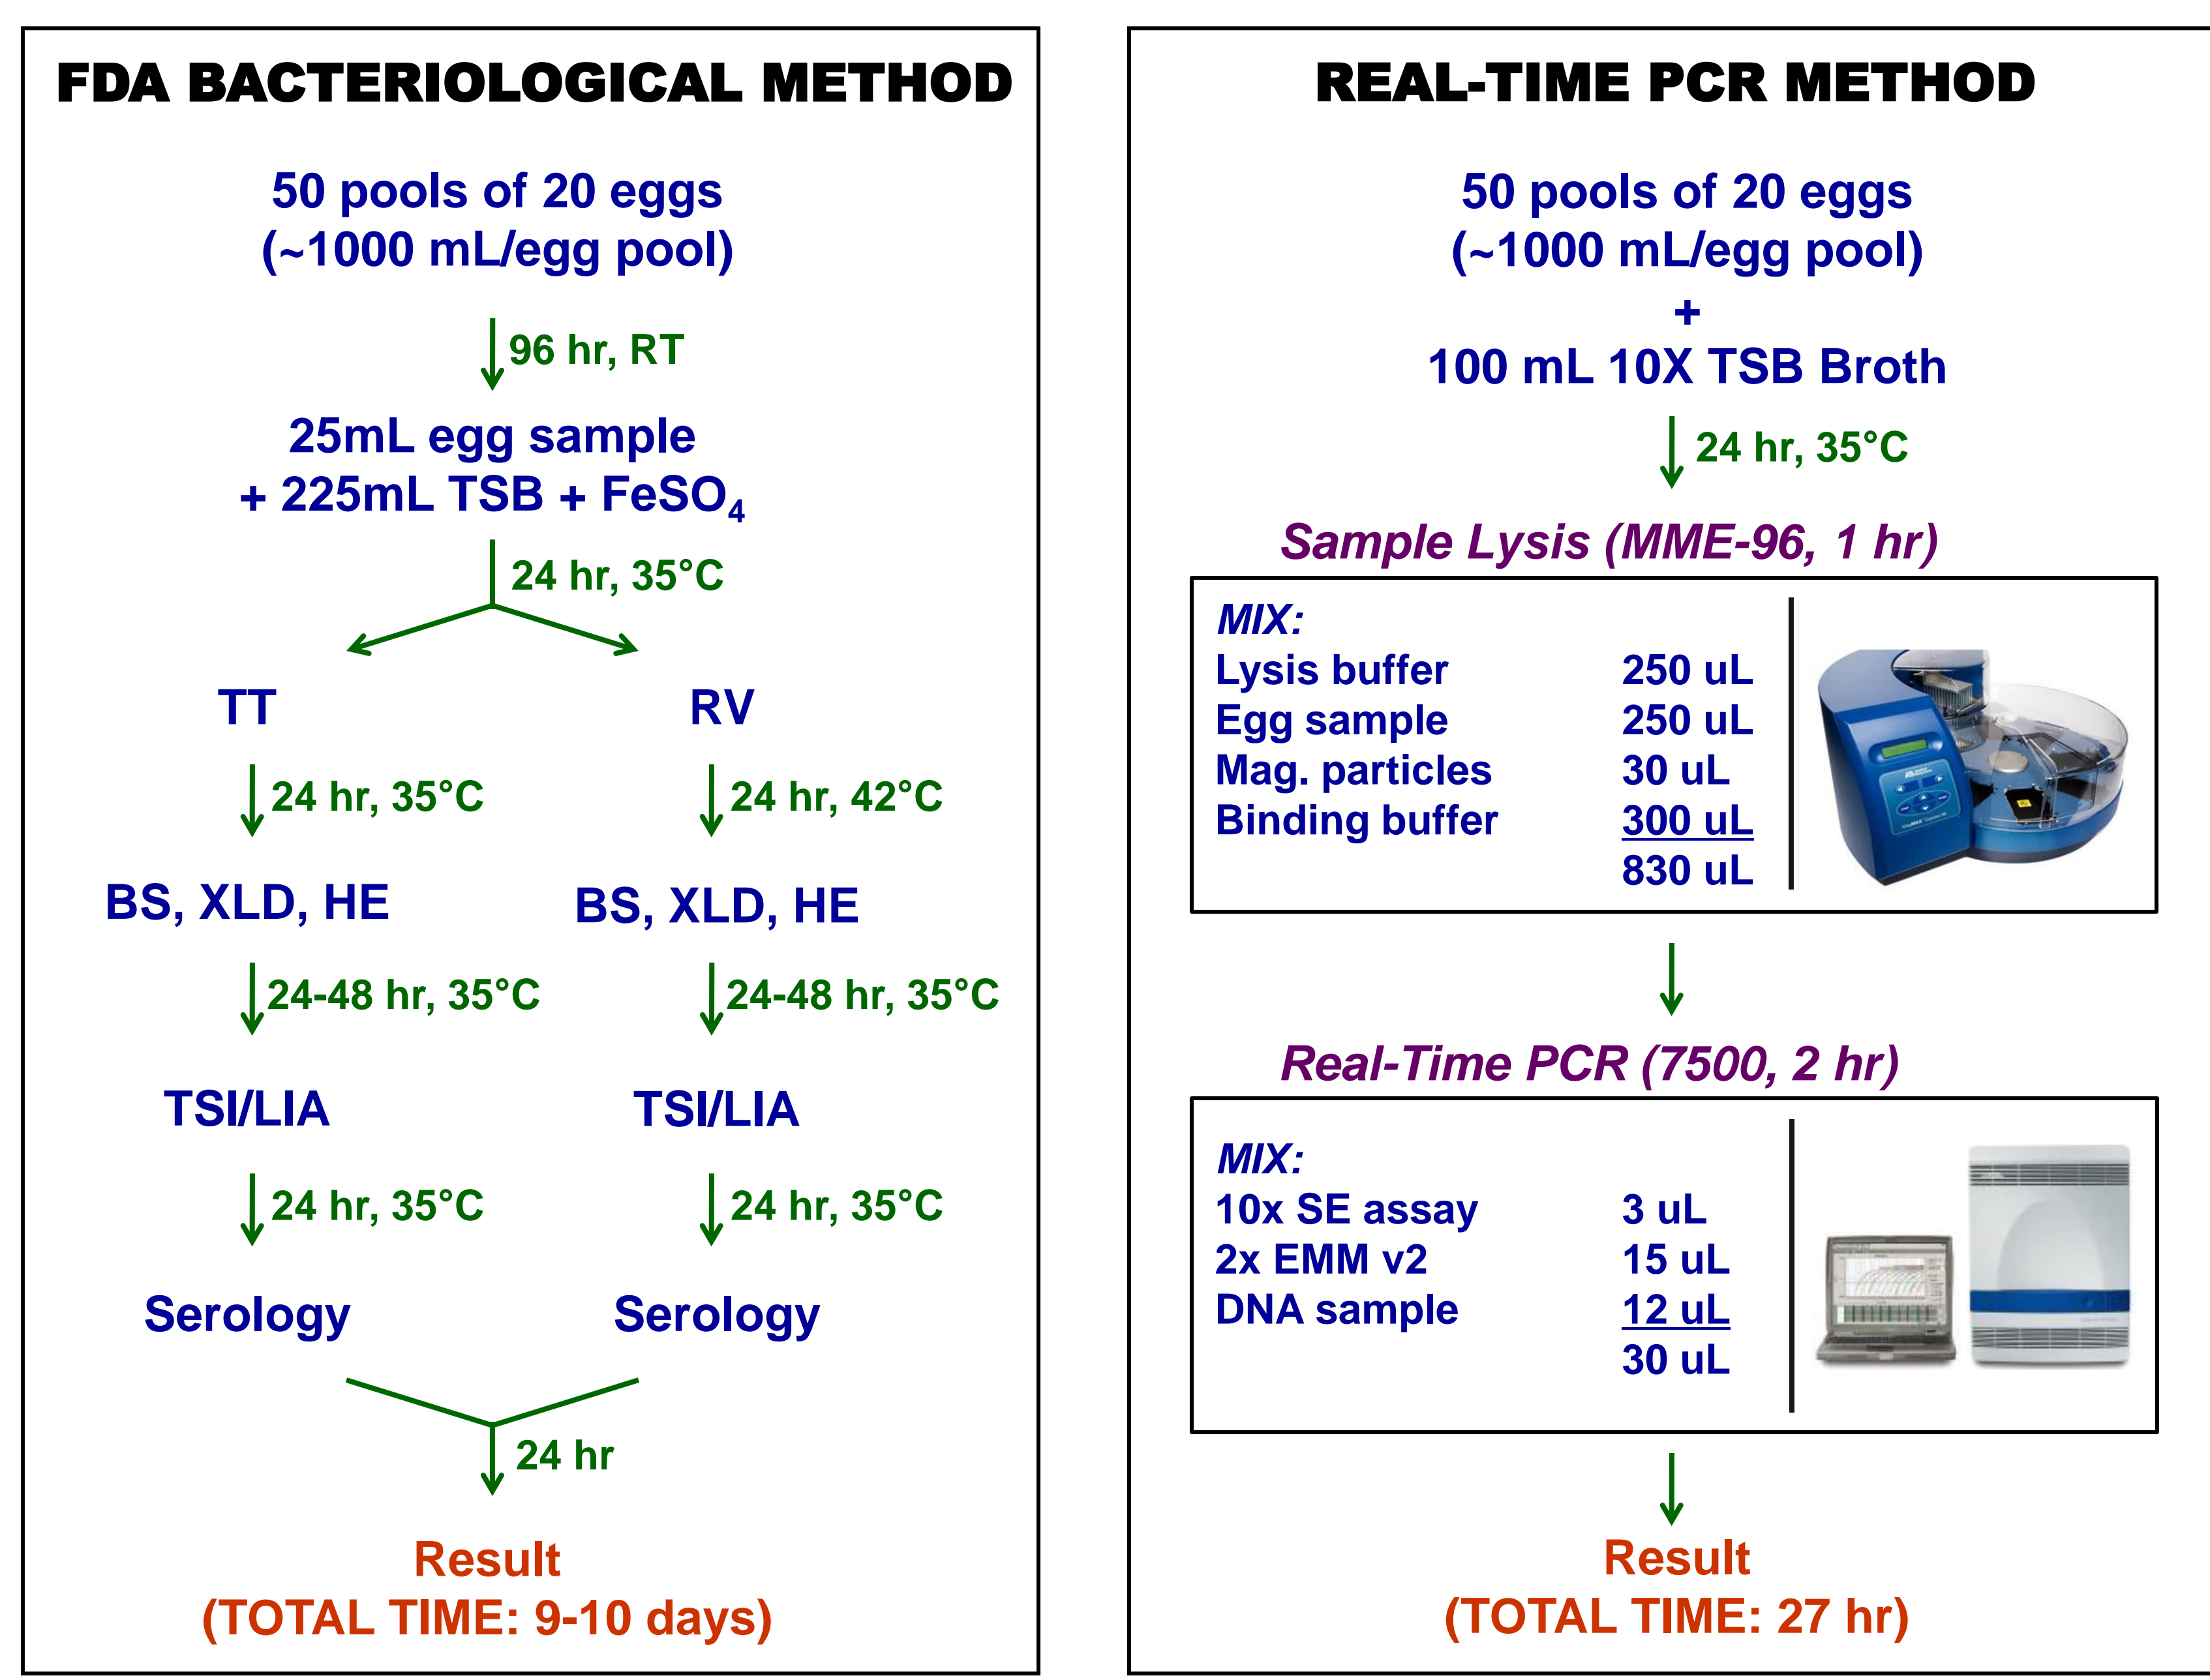 FDA BACTERIOLOGICAL METHOD
50 pools of 20 eggs
(~1000 mL/egg pool)
96 hr, RT
25mL egg sample
+ 225mL TSB + FeSO₄
24 hr, 35°C
TT RV
24 hr, 35°C 24 hr, 42°C
BS, XLD, HE BS, XLD, HE
24-48 hr, 35°C 24-48 hr, 35°C
TSI/LIA TSI/LIA
24 hr, 35°C 24 hr, 35°C
Serology Serology
24 hr
Result
(TOTAL TIME: 9-10 days)
REAL-TIME PCR METHOD
50 pools of 20 eggs
(~1000 mL/egg pool)
+
100 mL 10X TSB Broth
24 hr, 35°C
Sample Lysis (MME-96, 1 hr)
MIX:
Lysis buffer 250 uL
Egg sample 250 uL
Mag. particles 30 uL
Binding buffer 300 uL
830 uL
Real-Time PCR (7500, 2 hr)
MIX:
10x SE assay 3 uL
2x EMM v2 15 uL
DNA sample 12 uL
30 uL
Result
(TOTAL TIME: 27 hr)